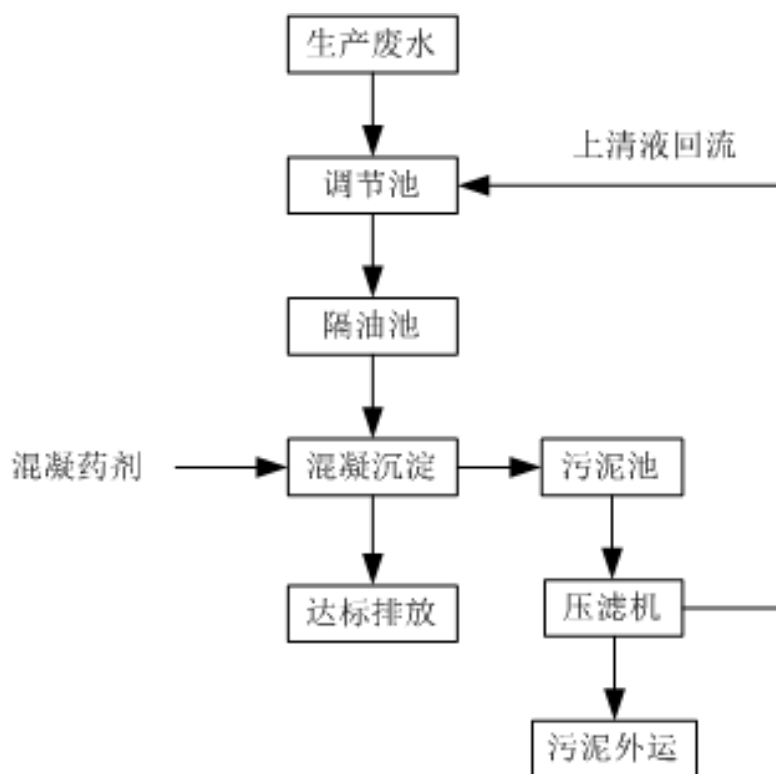 生产废水
上清液回流
调节池
隔油池
混凝药剂
混凝沉淀
污泥池
达标排放
压滤机
污泥外运